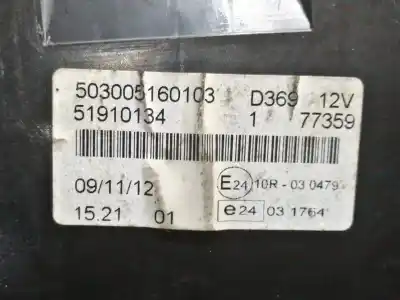 503005160103 D369 12V
51910134 1 77359
09/11/12 E24 10R - 03 0479
15.21 01 e24 03 1764